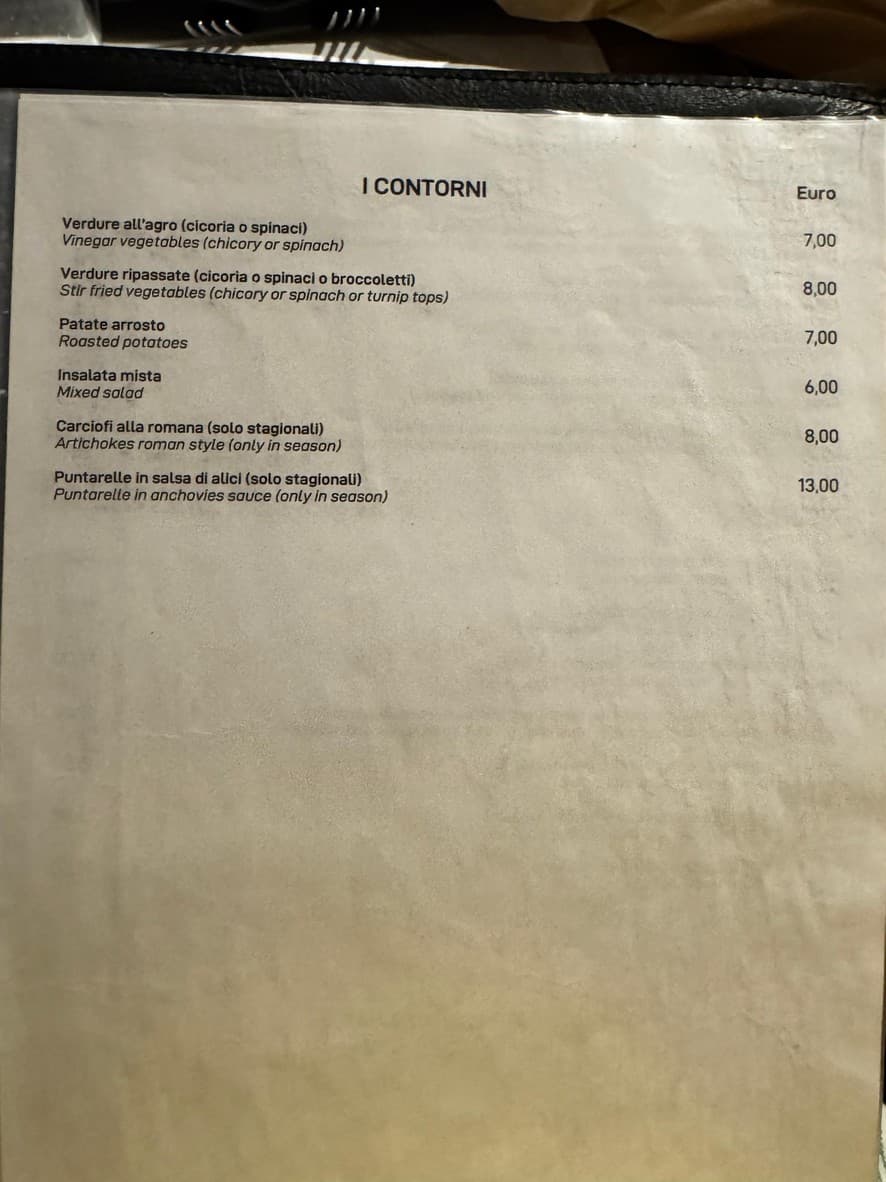 I CONTORNI
Euro
Verdure all'agro (cicoria o spinaci)
Vinegar vegetables (chicory or spinach)
7,00
Verdure ripassate (cicoria o spinaci o broccoletti)
Stir fried vegetables (chicory or spinach or turnip tops)
8,00
Patate arrosto
Roasted potatoes
7,00
Insalata mista
Mixed salad
6,00
Carciofi alla romana (solo stagionali)
Artichokes roman style (only in season)
8,00
Puntarelle in salsa di alici (solo stagionali)
Puntarelle in anchovies sauce (only in season)
13,00